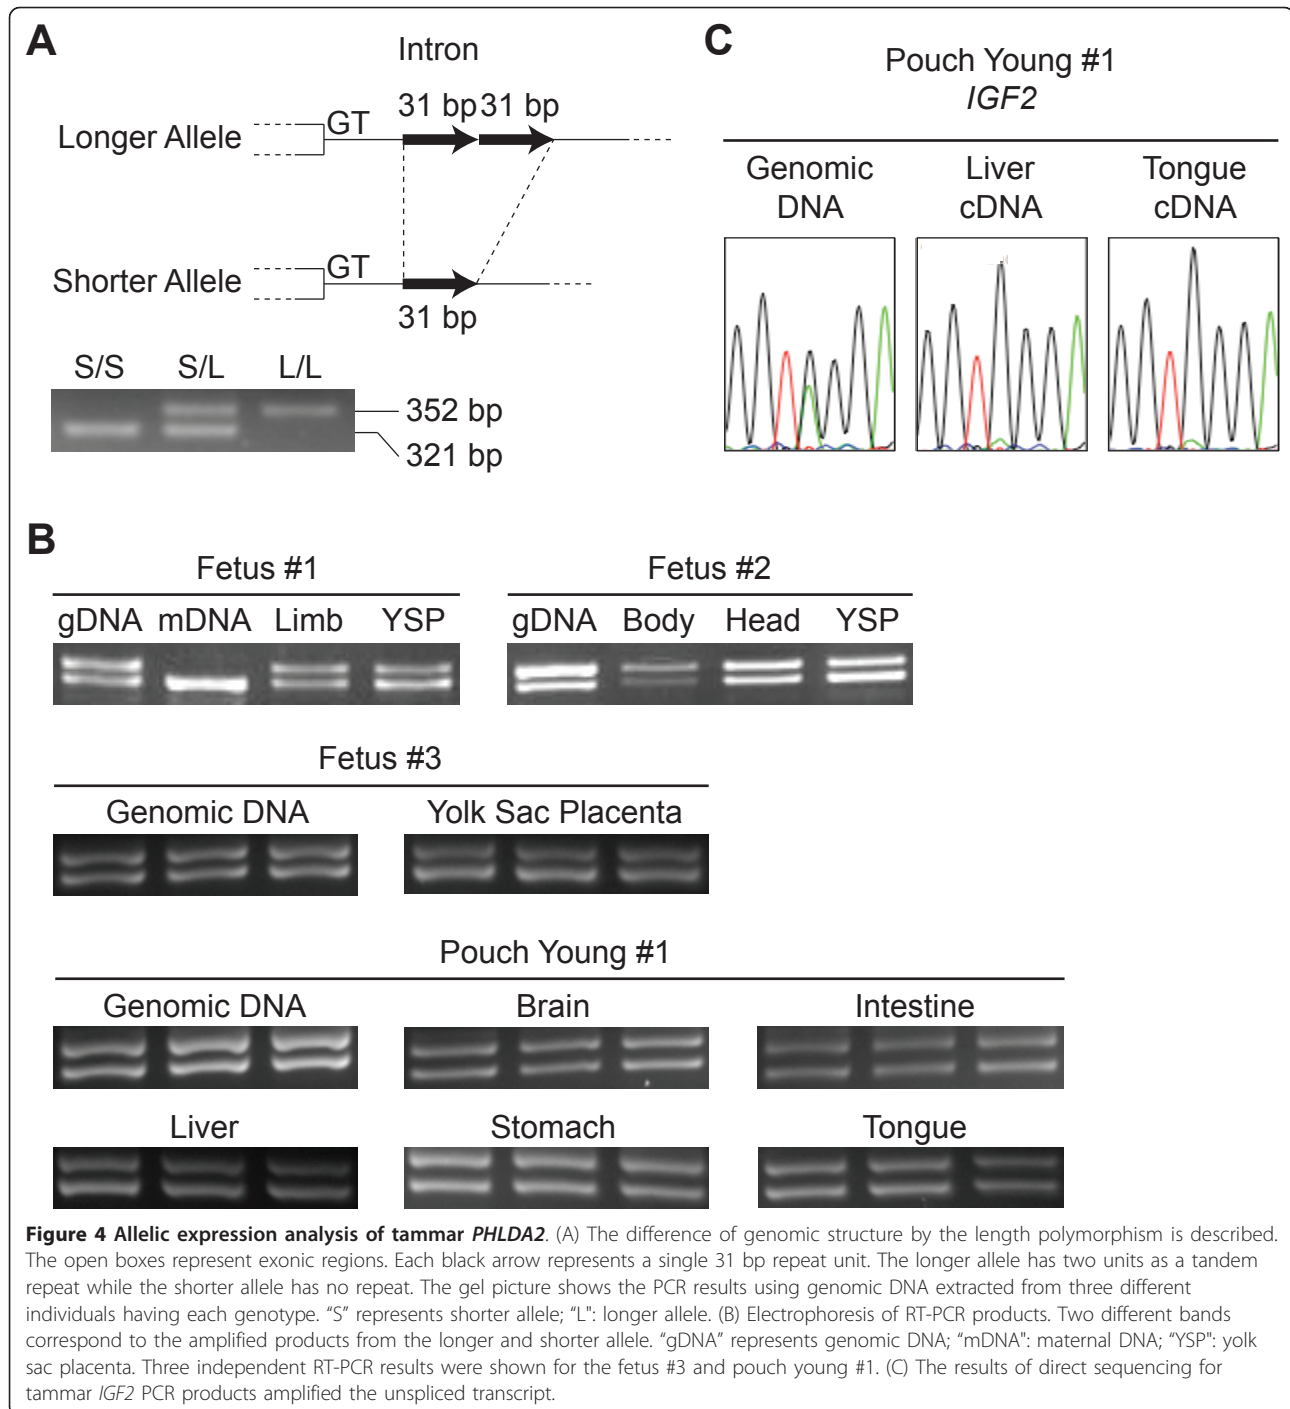 A
Intron
31 bp 31 bp
Longer Allele
GT
Shorter Allele
GT
31 bp
S/S S/L L/L
352 bp
321 bp
C
Pouch Young #1
IGF2
Genomic DNA
Liver cDNA
Tongue cDNA
B
Fetus #1
gDNA mDNA Limb YSP
Fetus #2
gDNA Body Head YSP
Fetus #3
Genomic DNA
Yolk Sac Placenta
Pouch Young #1
Genomic DNA
Brain
Intestine
Liver
Stomach
Tongue
Figure 4 Allelic expression analysis of tammar PHLDA2. (A) The difference of genomic structure by the length polymorphism is described.
The open boxes represent exonic regions. Each black arrow represents a single 31 bp repeat unit. The longer allele has two units as a tandem
repeat while the shorter allele has no repeat. The gel picture shows the PCR results using genomic DNA extracted from three different
individuals having each genotype. “S” represents shorter allele; “L”: longer allele. (B) Electrophoresis of RT-PCR products. Two different bands
correspond to the amplified products from the longer and shorter allele. “gDNA” represents genomic DNA; “mDNA”: maternal DNA; “YSP”: yolk
sac placenta. Three independent RT-PCR results were shown for the fetus #3 and pouch young #1. (C) The results of direct sequencing for
tammar IGF2 PCR products amplified the unspliced transcript.